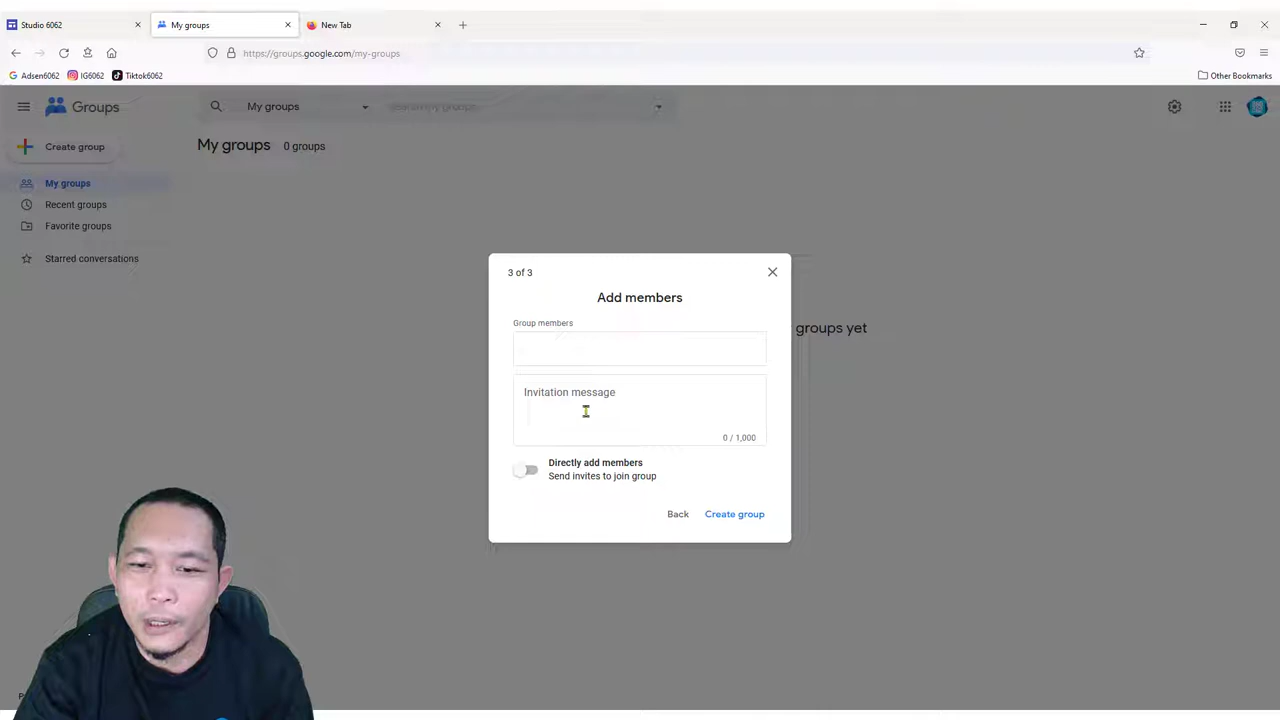 Studio 6062
My groups
New Tab
https://groups.google.com/my-groups
Adsen6062
IG6062
Tiktok6062
Other Bookmarks
Groups
My groups
Create group
My groups 0 groups
My groups
Recent groups
Favorite groups
Starred conversations
groups yet
3 of 3
Add members
Group members
Invitation message
0 / 1,000
Directly add members
Send invites to join group
Back
Create group